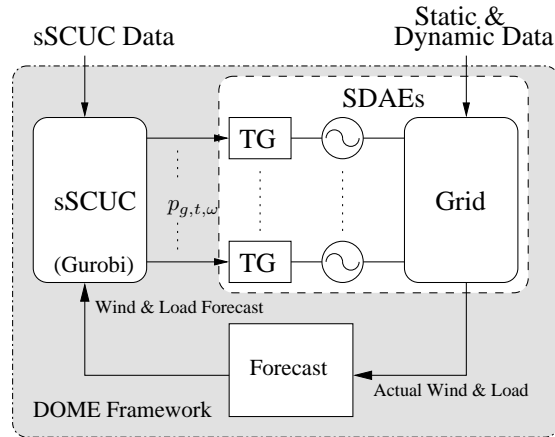 sSCUC Data
Static &
Dynamic Data
SDAEs
TG
sSCUC
p_{g,t,ω}
Grid
(Gurobi)
TG
Wind & Load Forecast
Forecast
Actual Wind & Load
DOME Framework